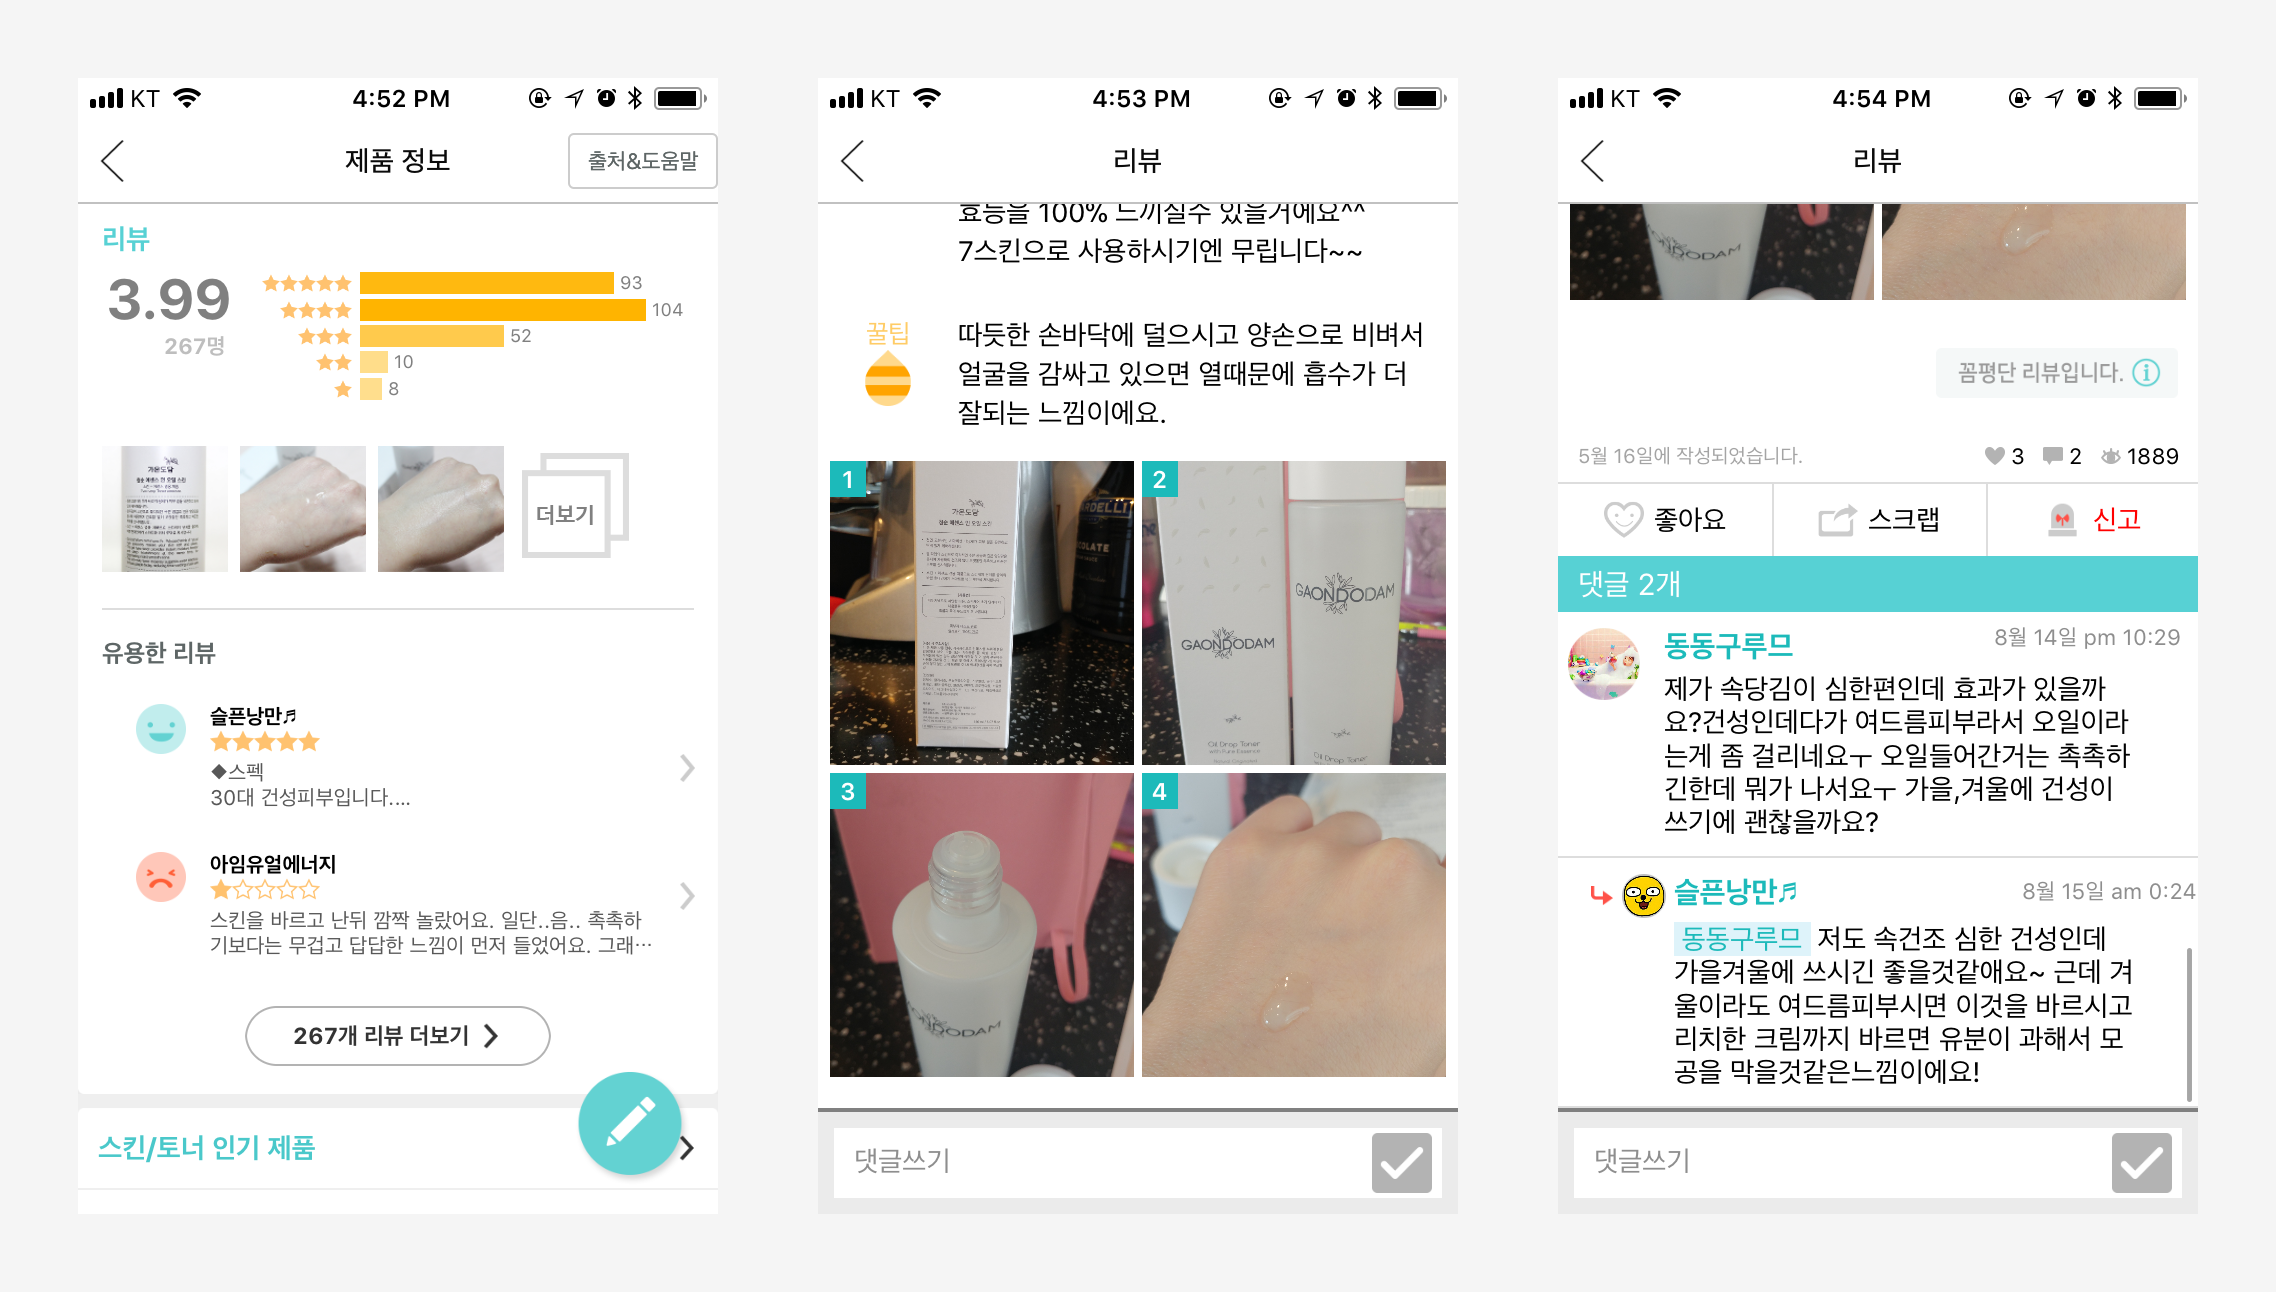 KT 4:52 PM
제품 정보
출처&도움말
리뷰
3.99
267명
93
104
52
10
8
가온도담
더보기
유용한 리뷰
슬픈낭만♬
◆스펙
30대 건성피부입니다....
아임유얼에너지
스킨을 바르고 난뒤 깜짝 놀랐어요. 일단..음.. 촉촉하
기보다는 무겁고 답답한 느낌이 먼저 들었어요. 그래…
267개 리뷰 더보기
스킨/토너 인기 제품
KT 4:53 PM
리뷰
효능을 100% 느끼실수 있을거에요^^
7스킨으로 사용하시기엔 무립니다~~
꿀팁
따듯한 손바닥에 덜으시고 양손으로 비벼서
얼굴을 감싸고 있으면 열때문에 흡수가 더
잘되는 느낌이에요.
1
가온도담
2
GAONDODAM
GAONDODAM
Oil Drop Toner
with Pure Essence
Oil Drop Toner
3
4
댓글쓰기
KT 4:54 PM
리뷰
꼼평단 리뷰입니다.
5월 16일에 작성되었습니다.
3 2 1889
좋아요
스크랩
신고
댓글 2개
동동구루므
8월 14일 pm 10:29
제가 속당김이 심한편인데 효과가 있을까
요?건성인데다가 여드름피부라서 오일이라
는게 좀 걸리네요ㅜ 오일들어간거는 촉촉하
긴한데 뭐가 나서요ㅜ 가을,겨울에 건성이
쓰기에 괜찮을까요?
슬픈낭만♬
8월 15일 am 0:24
동동구루므 저도 속건조 심한 건성인데
가을겨울에 쓰시긴 좋을것같애요~ 근데 겨
울이라도 여드름피부시면 이것을 바르시고
리치한 크림까지 바르면 유분이 과해서 모
공을 막을것같은느낌이에요!
댓글쓰기